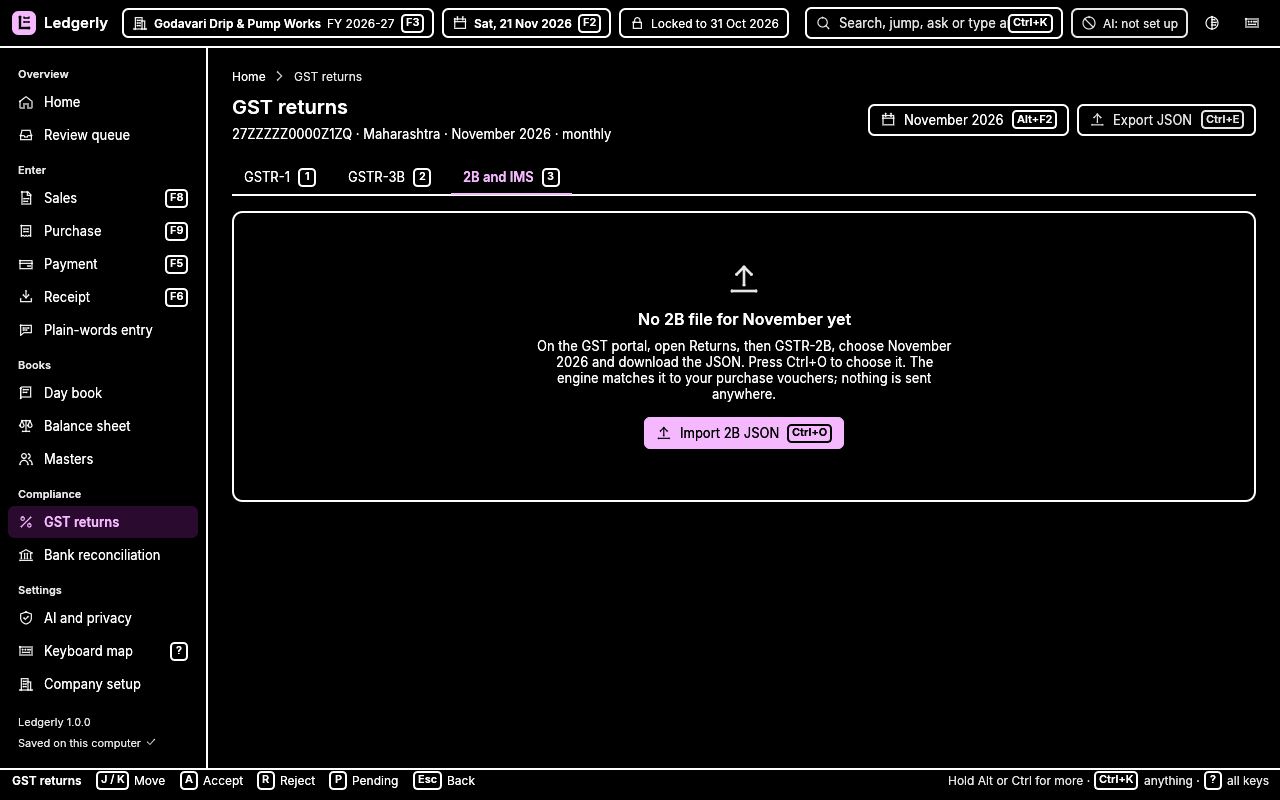 Ledgerly
Godavari Drip & Pump Works FY 2026-27 F3
Sat, 21 Nov 2026 F2
Locked to 31 Oct 2026
Search, jump, ask or type a Ctrl+K
AI: not set up
Overview
Home
Review queue
Enter
Sales F8
Purchase F9
Payment F5
Receipt F6
Plain-words entry
Books
Day book
Balance sheet
Masters
Compliance
GST returns
Bank reconciliation
Settings
AI and privacy
Keyboard map ?
Company setup
Ledgerly 1.0.0
Saved on this computer
Home GST returns
GST returns
27ZZZZZ0000Z1ZQ · Maharashtra · November 2026 · monthly
November 2026 Alt+F2
Export JSON Ctrl+E
GSTR-1 1
GSTR-3B 2
2B and IMS 3
No 2B file for November yet
On the GST portal, open Returns, then GSTR-2B, choose November
2026 and download the JSON. Press Ctrl+O to choose it. The
engine matches it to your purchase vouchers; nothing is sent
anywhere.
Import 2B JSON Ctrl+O
GST returns J / K Move A Accept R Reject P Pending Esc Back
Hold Alt or Ctrl for more · Ctrl+K anything · ? all keys